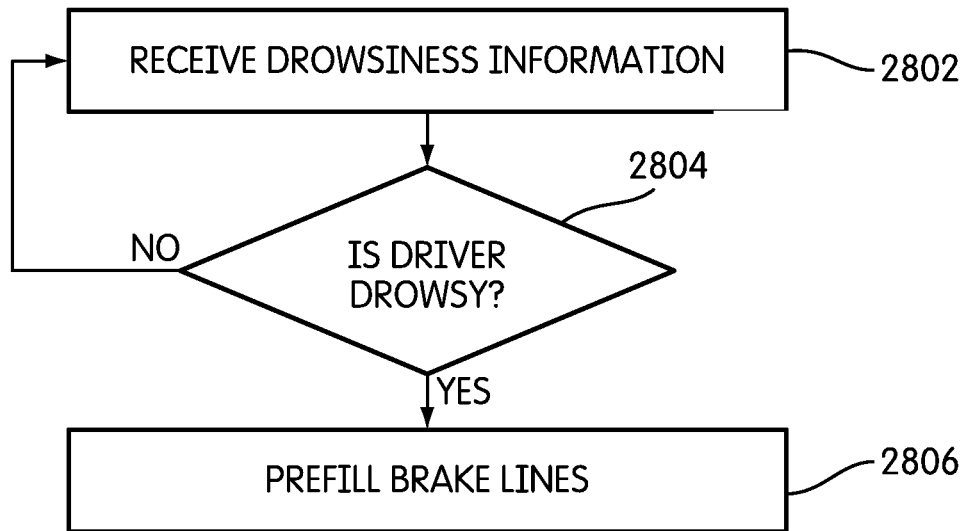 RECEIVE DROWSINESS INFORMATION
2802
2804
NO
IS DRIVER
DROWSY?
YES
PREFILL BRAKE LINES
2806